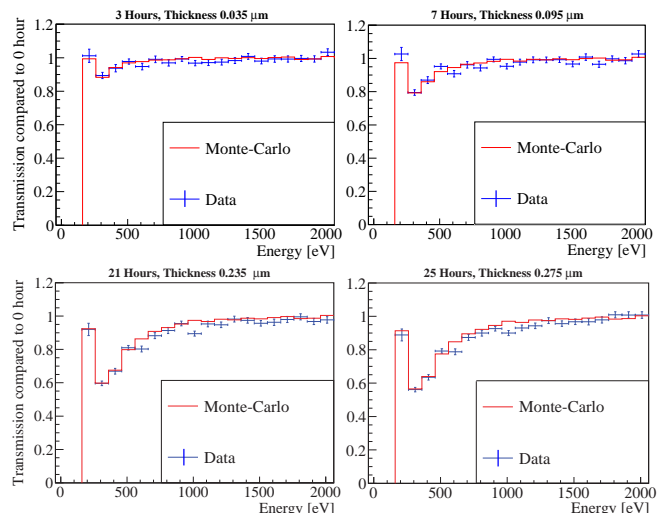 3 Hours, Thickness 0.035 μm
Transmission compared to 0 hour
1.2
1
0.8
0.6
0.4
0.2
0
Monte-Carlo
Data
0 500 1000 1500 2000
Energy [eV]
7 Hours, Thickness 0.095 μm
1.2
1
0.8
0.6
0.4
0.2
0
Monte-Carlo
Data
0 500 1000 1500 2000
Energy [eV]
21 Hours, Thickness 0.235 μm
Transmission compared to 0 hour
1.2
1
0.8
0.6
0.4
0.2
0
Monte-Carlo
Data
0 500 1000 1500 2000
Energy [eV]
25 Hours, Thickness 0.275 μm
1.2
1
0.8
0.6
0.4
0.2
0
Monte-Carlo
Data
0 500 1000 1500 2000
Energy [eV]